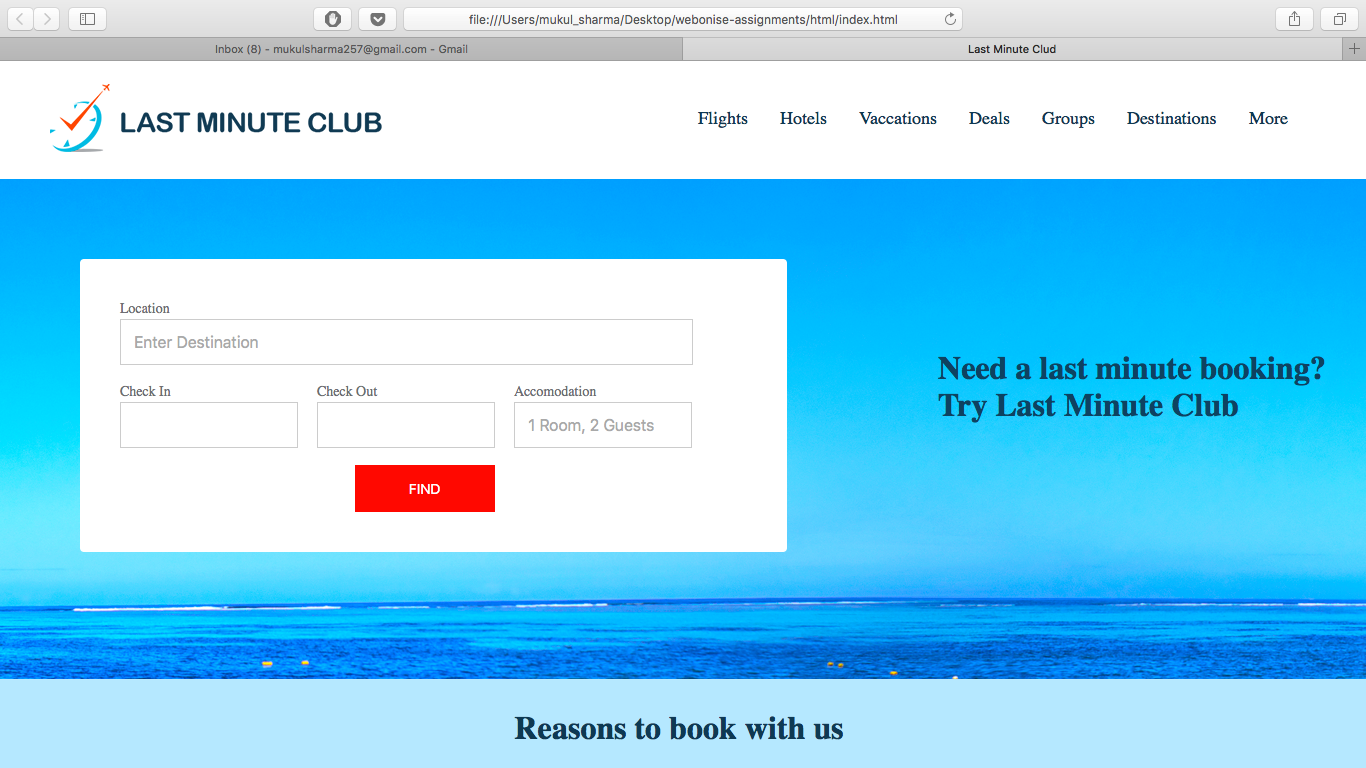 file:///Users/mukul_sharma/Desktop/webonise-assignments/html/index.html
Inbox (8) - mukulsharma257@gmail.com - Gmail
Last Minute Clud
LAST MINUTE CLUB
Flights Hotels Vaccations Deals Groups Destinations More
Location
Enter Destination
Check In Check Out Accomodation
1 Room, 2 Guests
FIND
Need a last minute booking?
Try Last Minute Club
Reasons to book with us